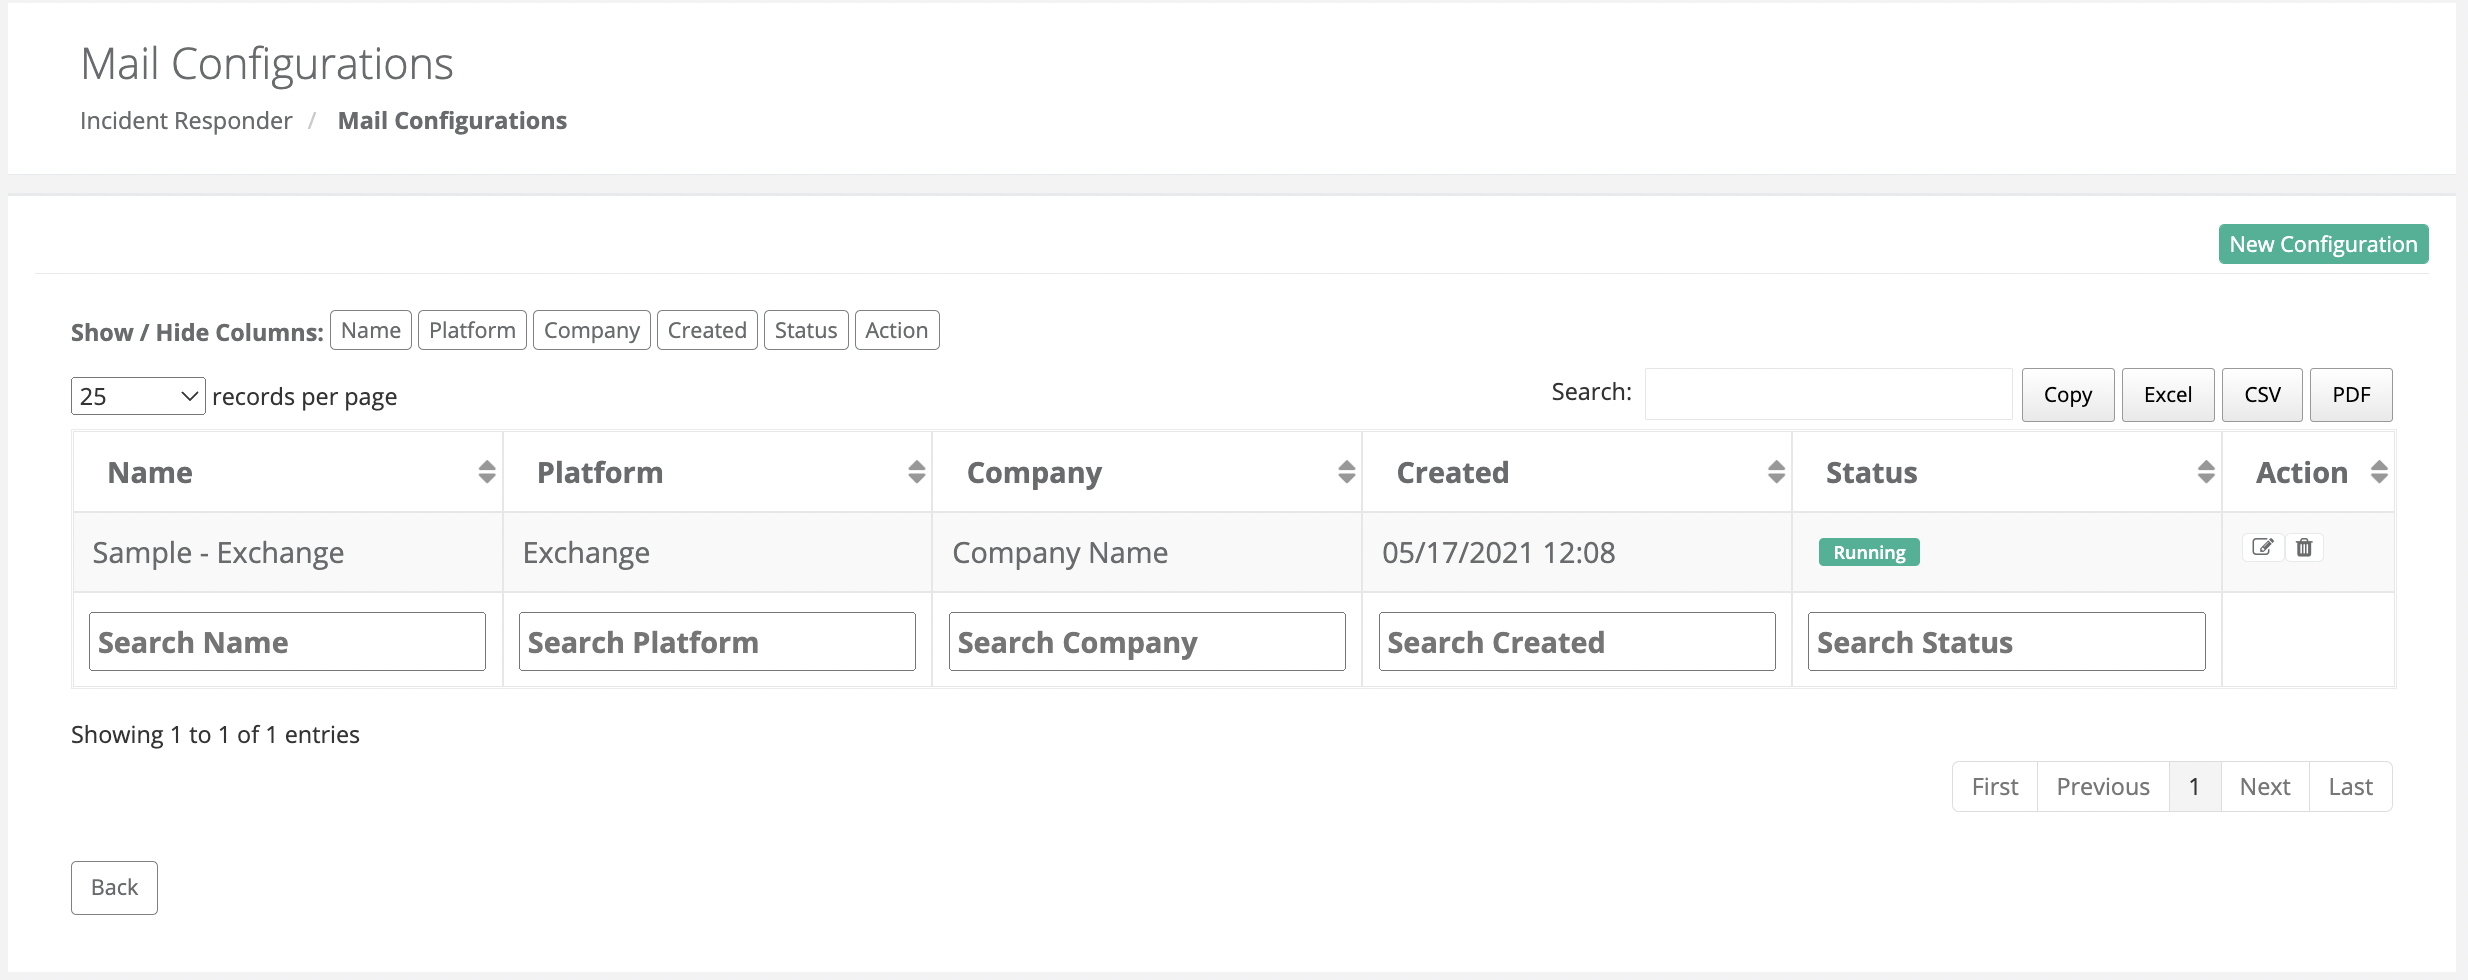 Mail Configurations
Incident Responder / Mail Configurations
New Configuration
Show / Hide Columns: Name Platform Company Created Status Action
25 records per page Search: Copy Excel CSV PDF
Name Platform Company Created Status Action
Sample - Exchange Exchange Company Name 05/17/2021 12:08 Running
Search Name Search Platform Search Company Search Created Search Status
Showing 1 to 1 of 1 entries
First Previous 1 Next Last
Back